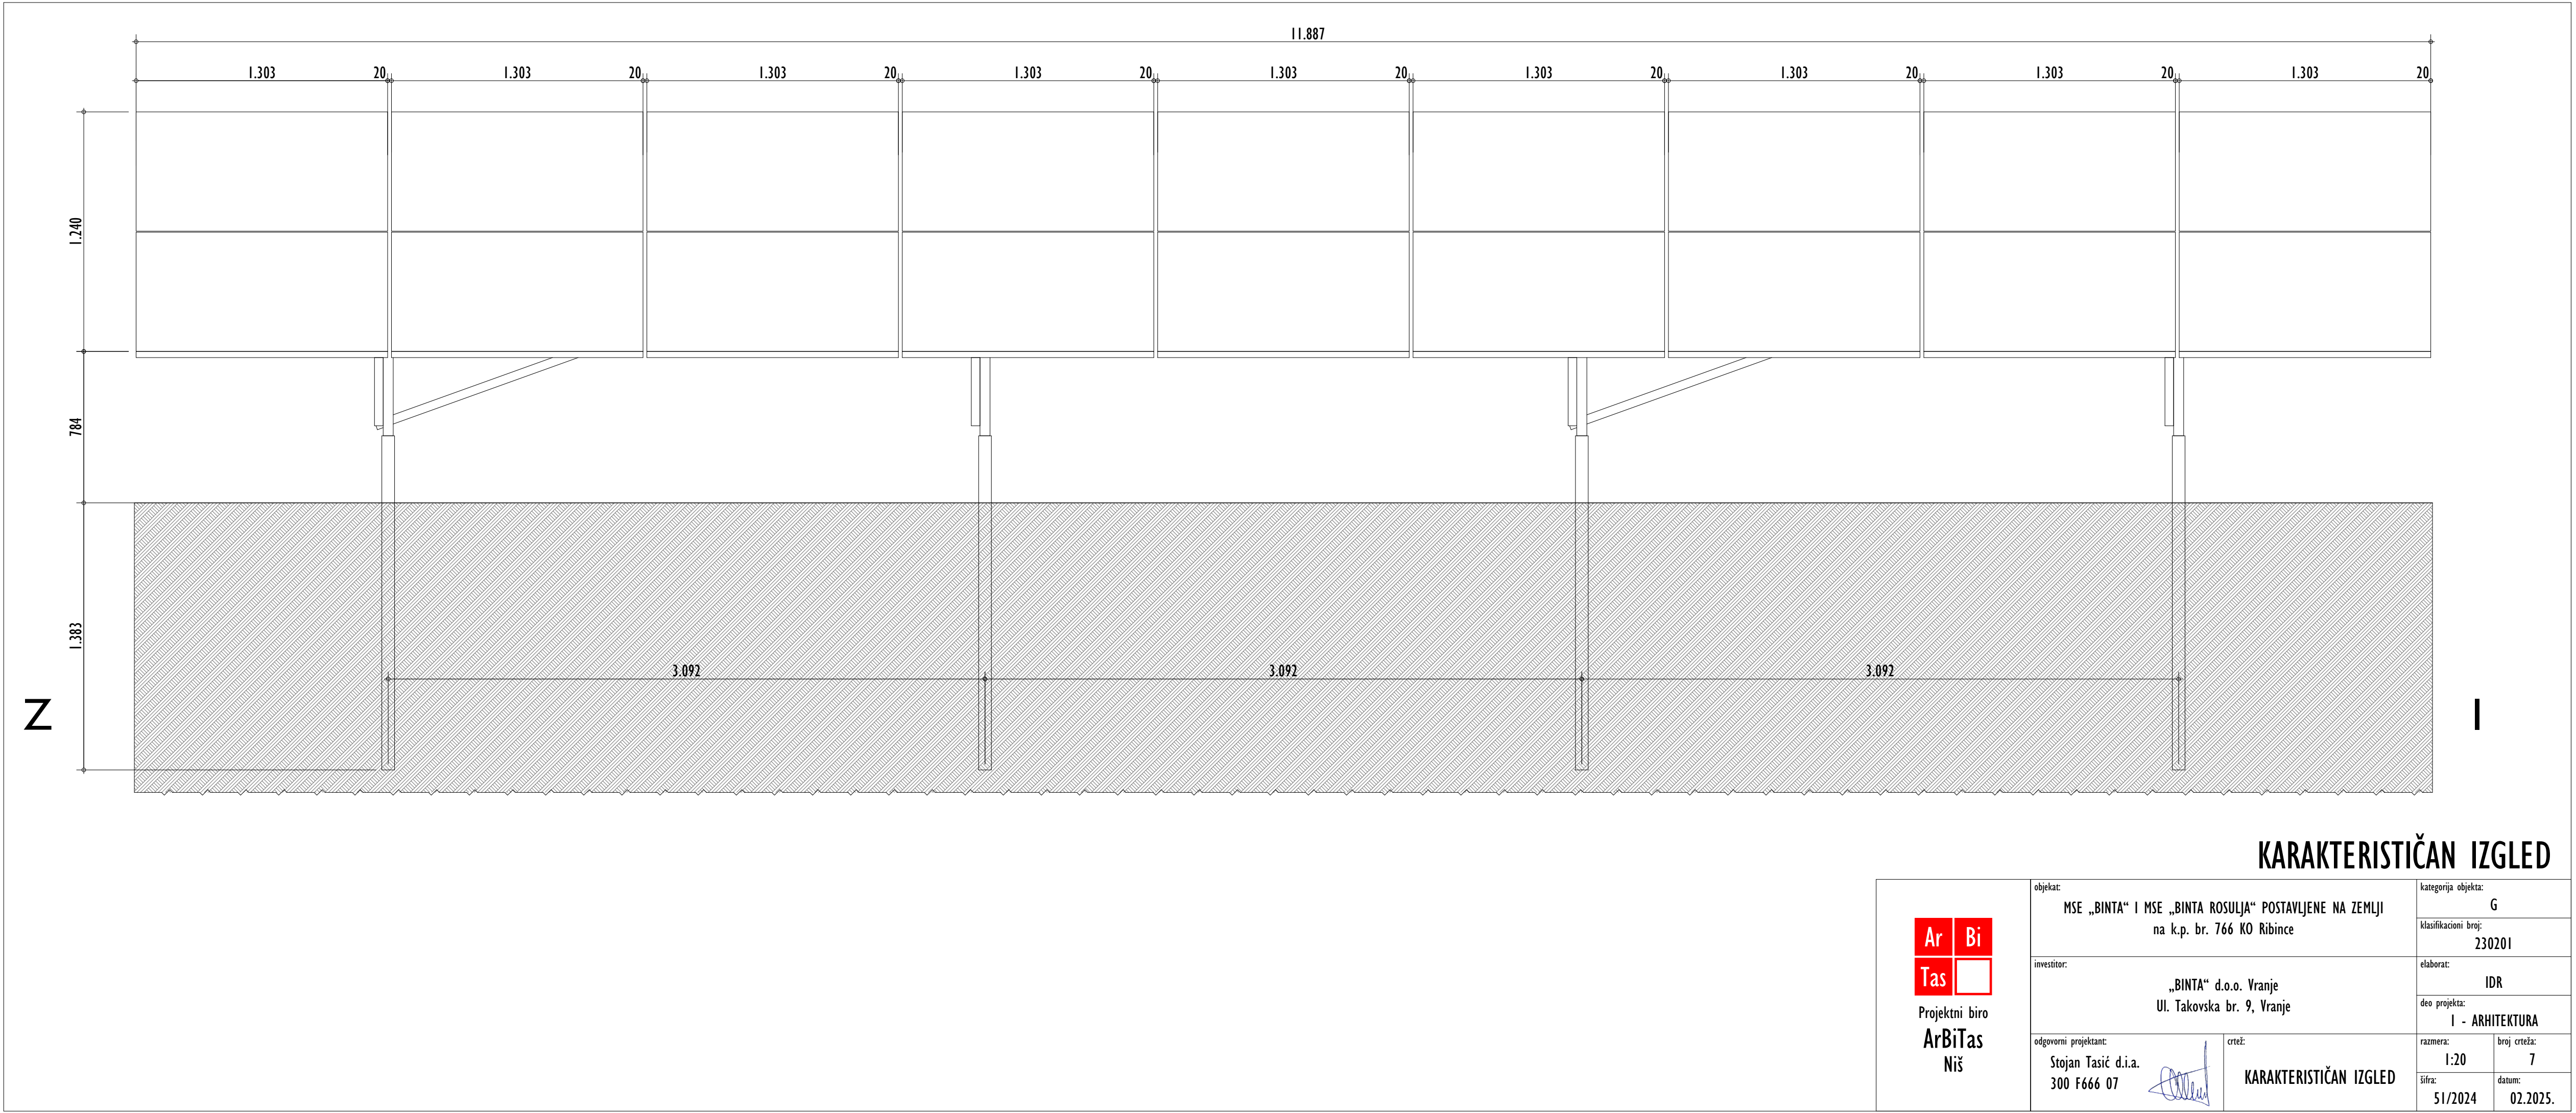 11.887
1.303 20 1.303 20 1.303 20 1.303 20 1.303 20 1.303 20 1.303 20 1.303 20 1.303 20
1.240
784
1.383
3.092 3.092 3.092
Z I
KARAKTERISTIČAN IZGLED
Ar Bi
Tas
Projektni biro
ArBiTas
Niš
objekat:
MSE „BINTA“ I MSE „BINTA ROSULJA“ POSTAVLJENE NA ZEMLJI
na k.p. br. 766 KO Ribince
investitor:
„BINTA“ d.o.o. Vranje
Ul. Takovska br. 9, Vranje
odgovorni projektant:
Stojan Tasić d.i.a.
300 F666 07
crtež:
KARAKTERISTIČAN IZGLED
kategorija objekta:
G
klasifikacioni broj:
230201
elaborat:
IDR
deo projekta:
1 - ARHITEKTURA
razmera:
1:20
broj crteža:
7
šifra:
51/2024
datum:
02.2025.